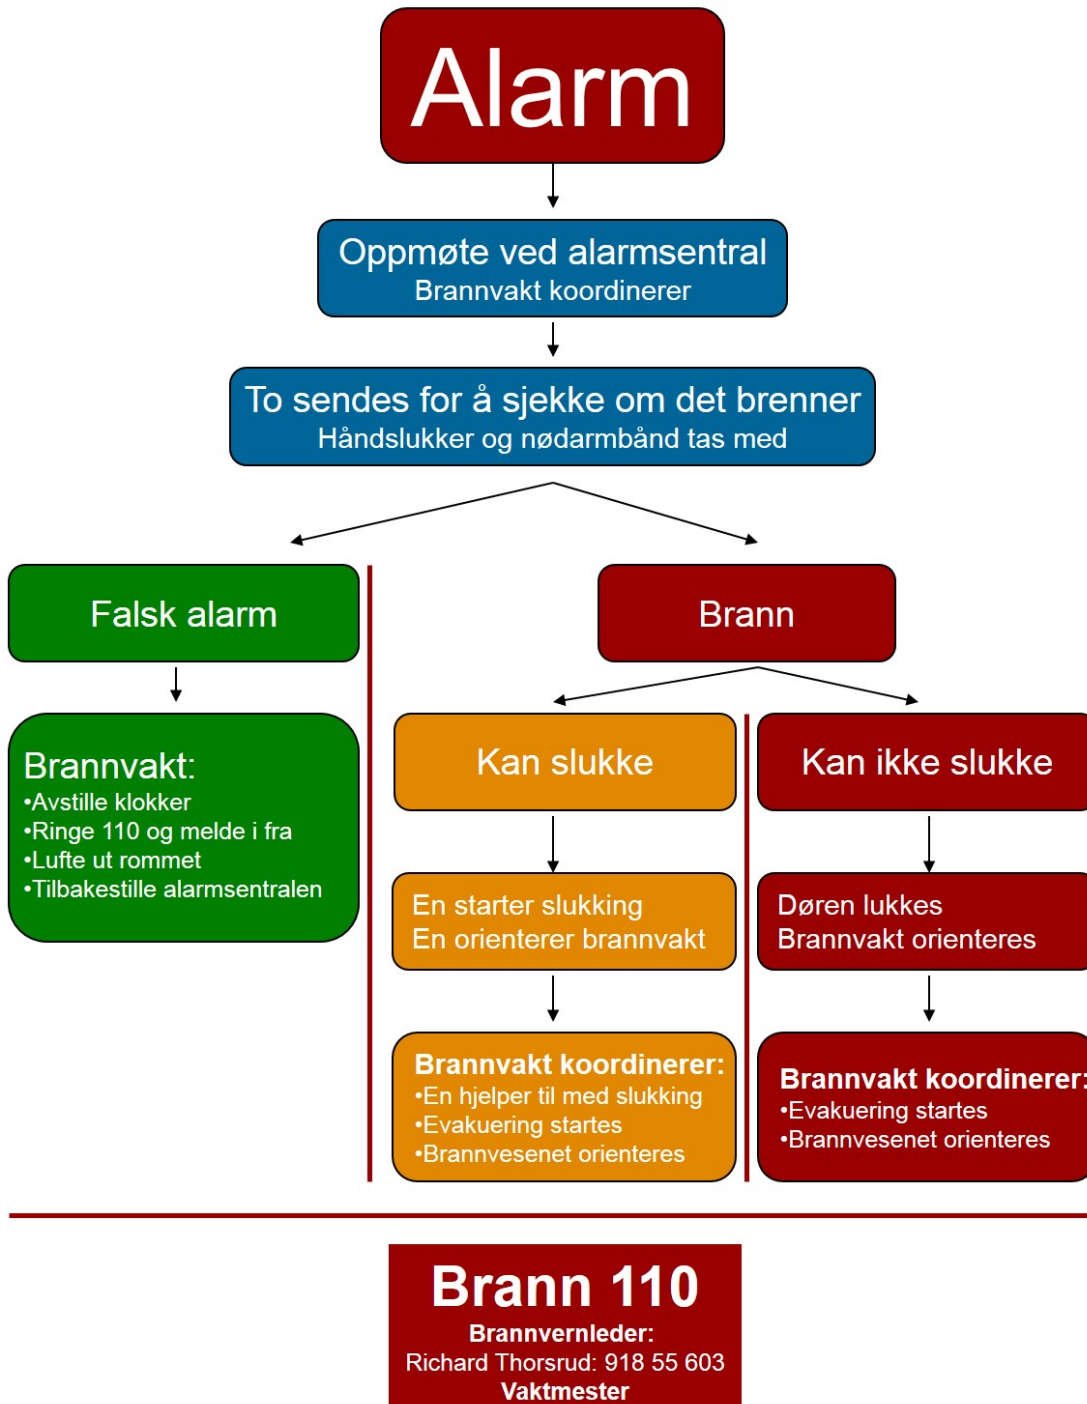 Alarm
Oppmøte ved alarmsentral
Brannvakt koordinerer
To sendes for å sjekke om det brenner
Håndslukker og nødarmbånd tas med
Falsk alarm
Brann
Brannvakt:
•Avstille klokker
•Ringe 110 og melde i fra
•Lufte ut rommet
•Tilbakestille alarmsentralen
Kan slukke
En starter slukking
En orienterer brannvakt
Brannvakt koordinerer:
•En hjelper til med slukking
•Evakuering startes
•Brannvesenet orienteres
Kan ikke slukke
Døren lukkes
Brannvakt orienteres
Brannvakt koordinerer:
•Evakuering startes
•Brannvesenet orienteres
Brann 110
Brannvernleder:
Richard Thorsrud: 918 55 603
Vaktmester